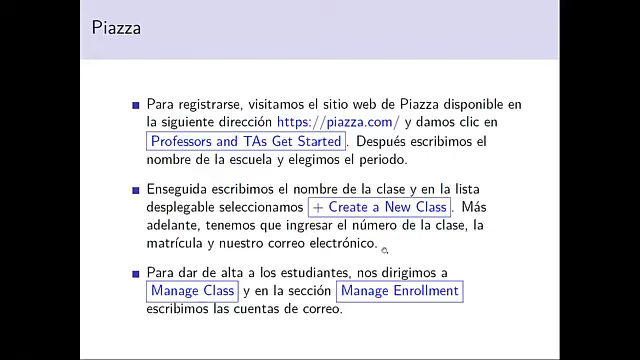 Piazza
Para registrarse, visitamos el sitio web de Piazza disponible en
la siguiente dirección https://piazza.com/ y damos clic en
Professors and TAs Get Started. Después escribimos el
nombre de la escuela y elegimos el periodo.
Enseguida escribimos el nombre de la clase y en la lista
desplegable seleccionamos + Create a New Class. Más
adelante, tenemos que ingresar el número de la clase, la
matrícula y nuestro correo electrónico.
Para dar de alta a los estudiantes, nos dirigimos a
Manage Class y en la sección Manage Enrollment
escribimos las cuentas de correo.